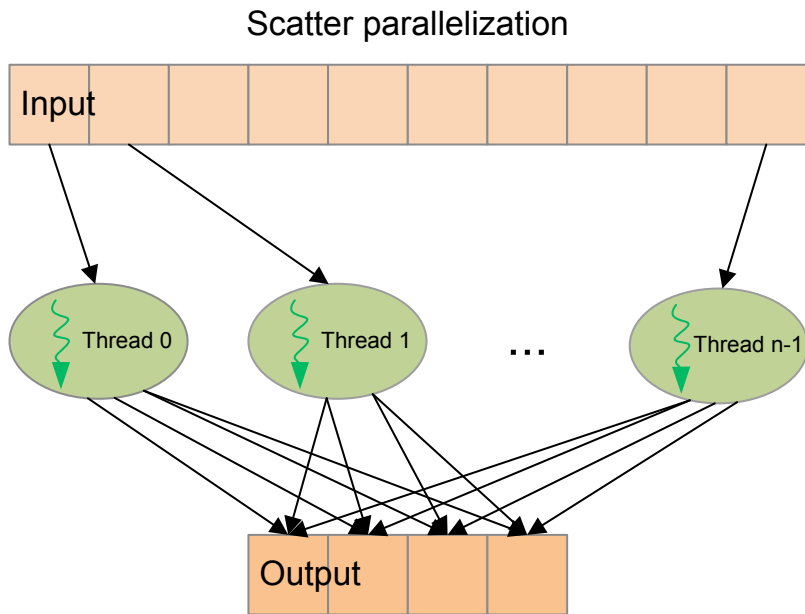 Scatter parallelization
Input
Thread 0
Thread 1
...
Thread n-1
Output